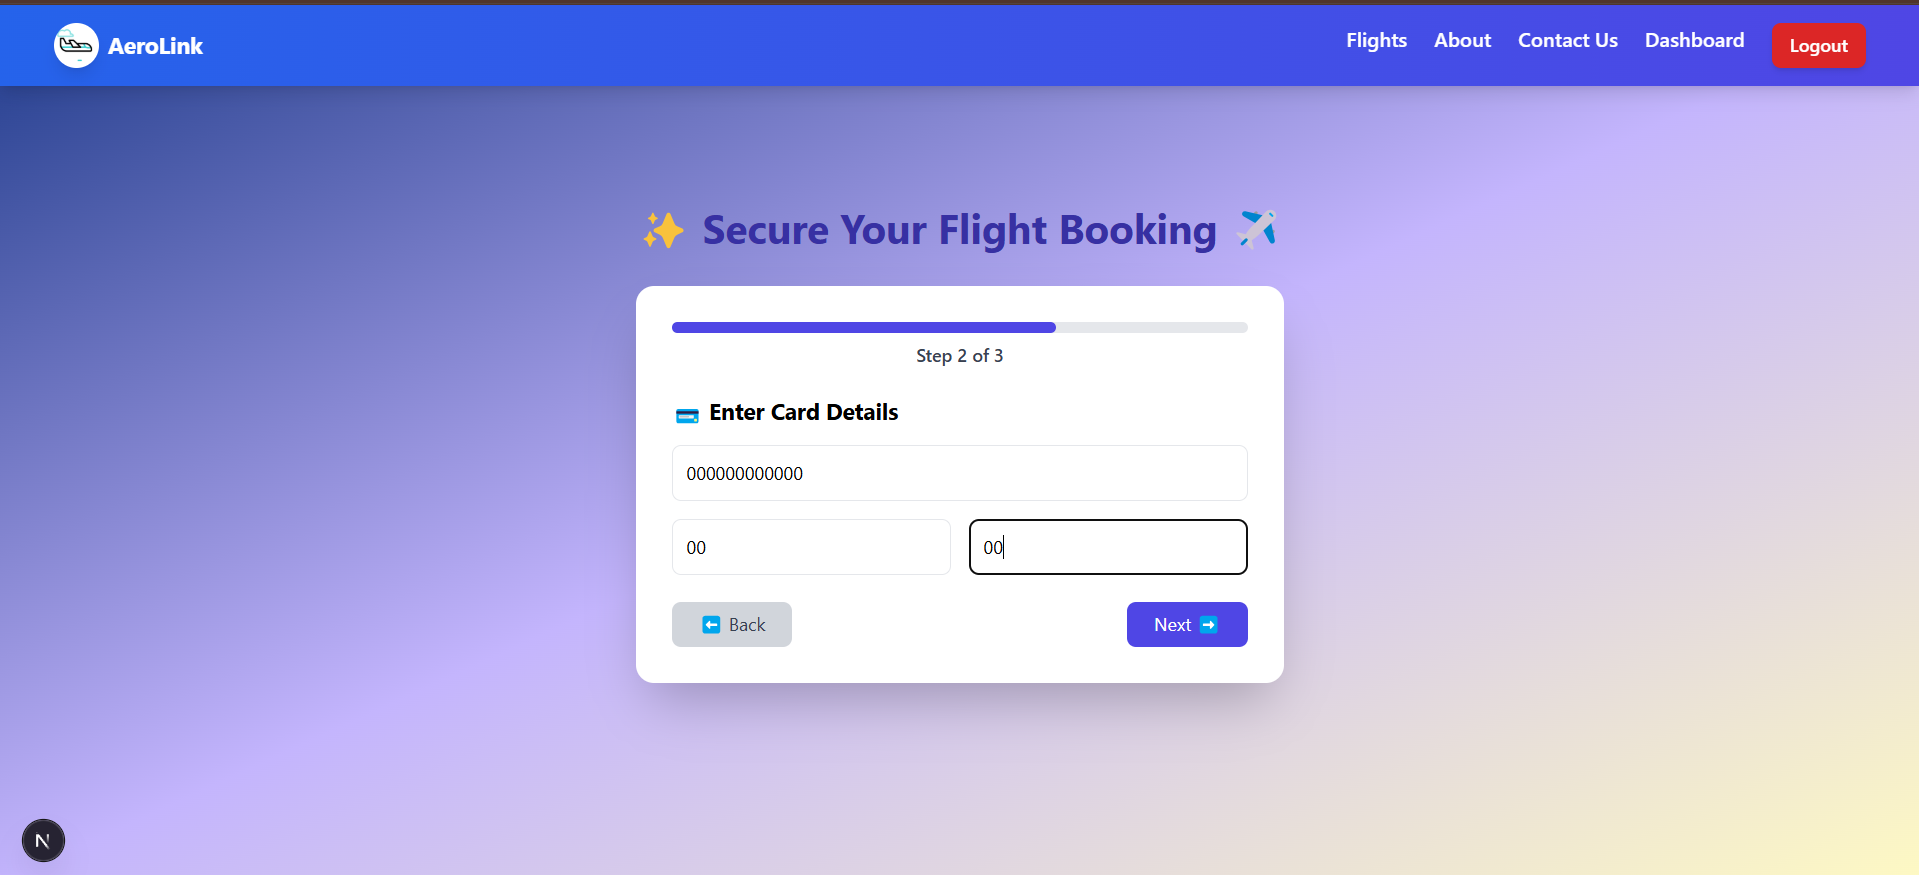 AeroLink
Flights About Contact Us Dashboard Logout
✨ Secure Your Flight Booking ✈️
Step 2 of 3
💳 Enter Card Details
000000000000
00 00
⬅️ Back Next ➡️
N